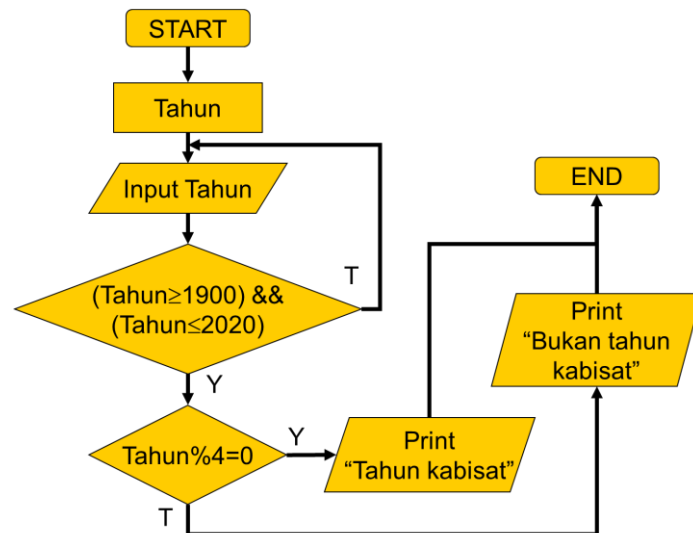 START
Tahun
Input Tahun
(Tahun≥1900) &&
(Tahun≤2020)
T
Y
Tahun%4=0
Y
T
Print
“Tahun kabisat”
Print
“Bukan tahun
kabisat”
END